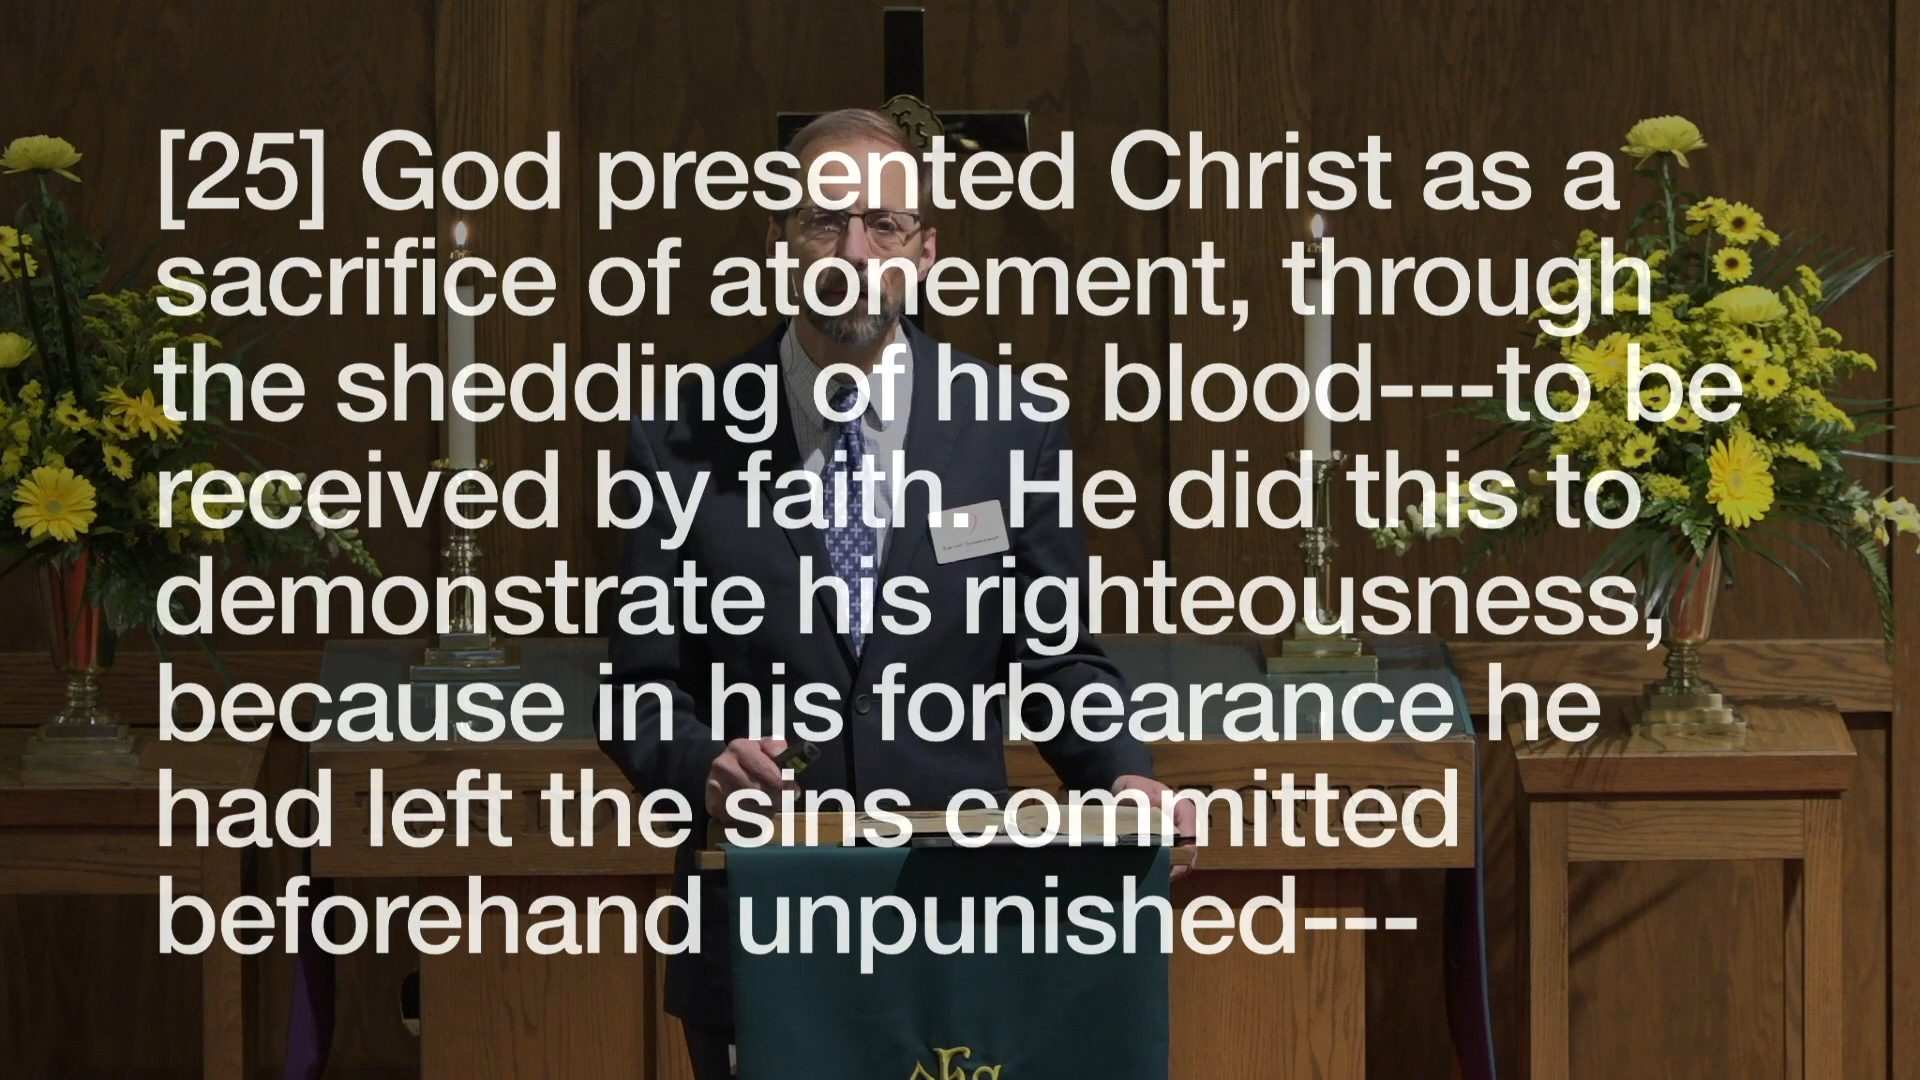 [25] God presented Christ as a
sacrifice of atonement, through
the shedding of his blood---to be
received by faith. He did this to
demonstrate his righteousness,
because in his forbearance he
had left the sins committed
beforehand unpunished---